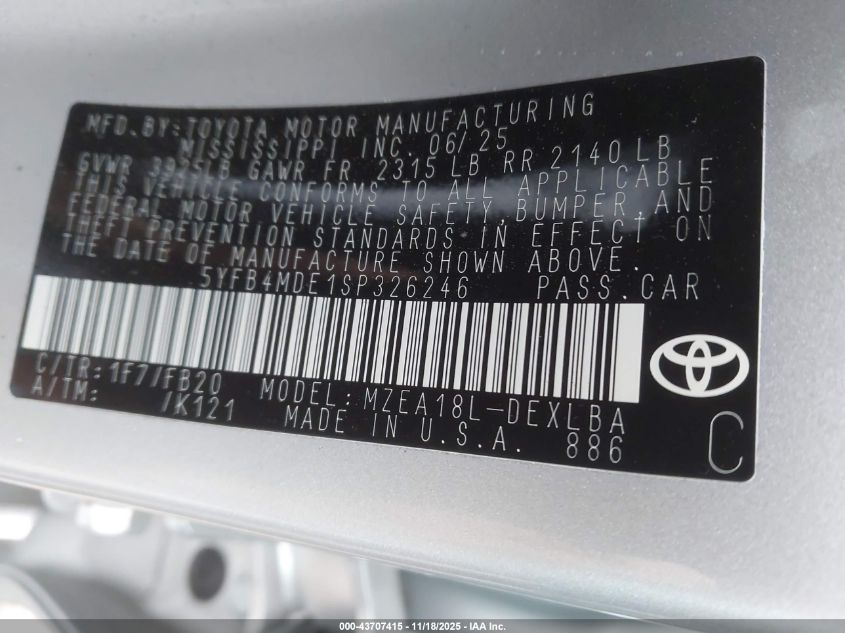 MFD. BY: TOYOTA MOTOR MANUFACTURING
MISSISSIPPI INC. 06/25
GVWR 3925LB GAWR FR 2315 LB RR 2140 LB
THIS VEHICLE CONFORMS TO ALL APPLICABLE
FEDERAL MOTOR VEHICLE SAFETY, BUMPER, AND
THEFT PREVENTION STANDARDS IN EFFECT ON
THE DATE OF MANUFACTURE SHOWN ABOVE.
5YFB4MDE1SP326246 PASS.CAR
C/TR: 1F7/FB20
A/TM: /K121
MODEL: MZEA18L-DEXLBA
MADE IN U.S.A. 886
C
000-43707415 - 11/18/2025 - IAA Inc.